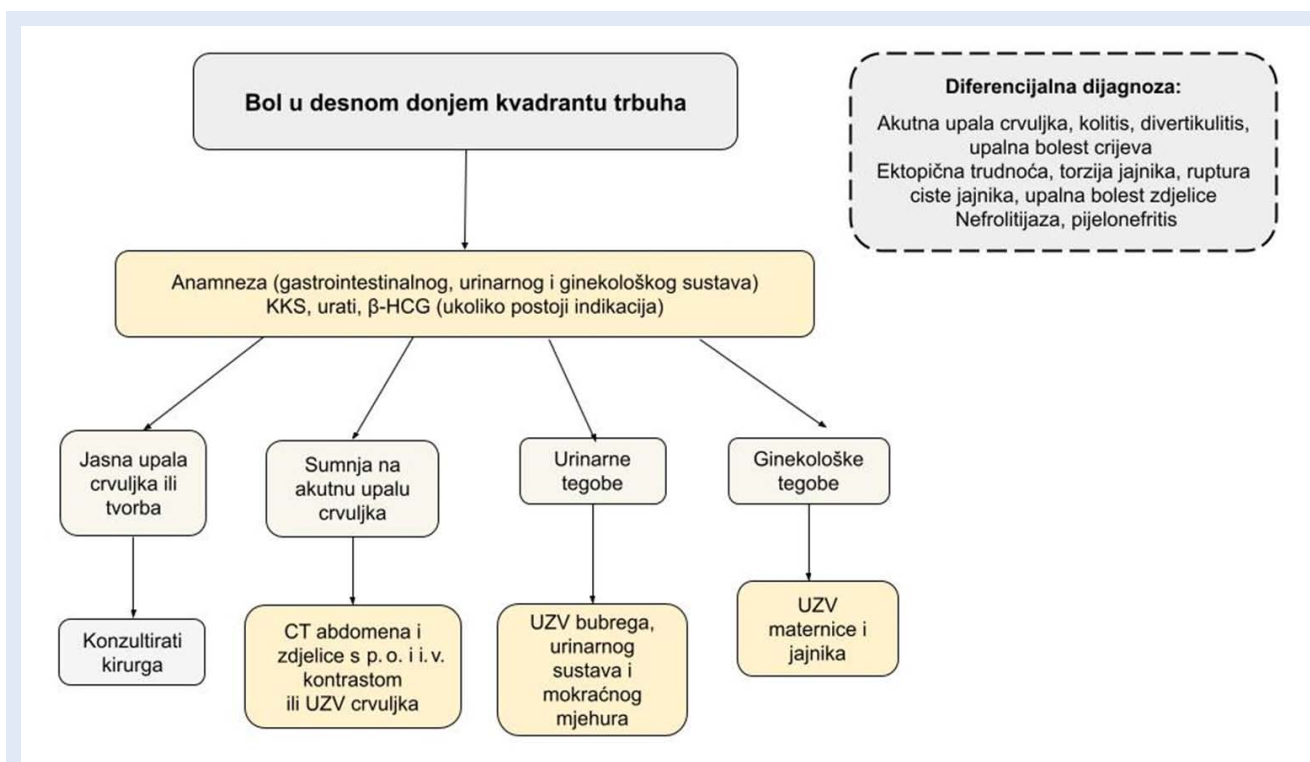 Bol u desnom donjem kvadrantu trbuha
Diferencijalna dijagnoza:
Akutna upala crvuljka, kolitis, divertikulitis,
upalna bolest crijeva
Ektopična trudnoća, torzija jajnika, ruptura
ciste jajnika, upalna bolest zdjelice
Nefrolitijaza, pijelonefritis
Anamneza (gastrointestinalnog, urinarnog i ginekološkog sustava)
KKS, urati, β-HCG (ukoliko postoji indikacija)
Jasna upala
crvuljka ili
tvorba
Sumnja na
akutnu upalu
crvuljka
Urinarne
tegobe
Ginekološke
tegobe
Konzultirati
kirurga
CT abdomena i
zdjelice s p. o. i i. v.
kontrastom
ili UZV crvuljka
UZV bubrega,
urinarnog
sustava i
mokraćnog
mjehura
UZV
maternice i
jajnika